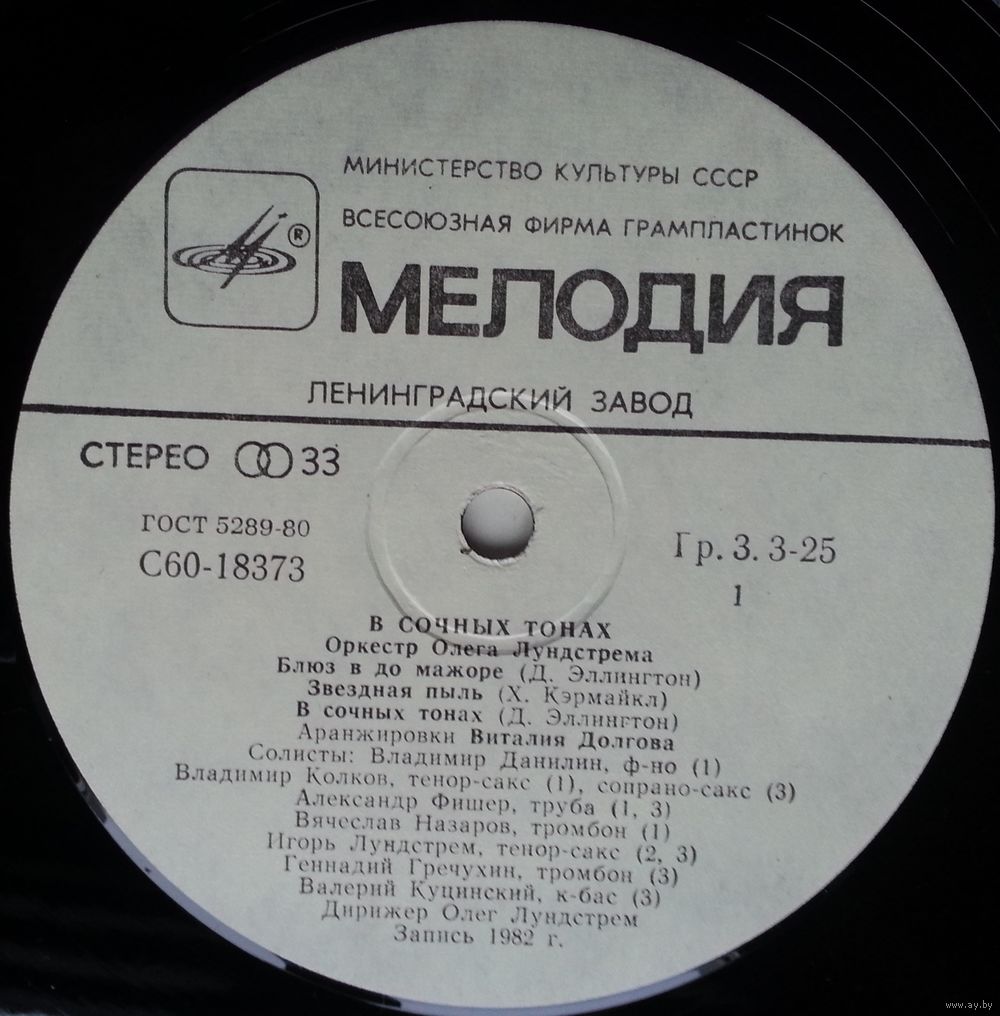 МИНИСТЕРСТВО КУЛЬТУРЫ СССР
ВСЕСОЮЗНАЯ ФИРМА ГРАМПЛАСТИНОК
®
МЕЛОДИЯ
ЛЕНИНГРАДСКИЙ ЗАВОД
СТЕРЕО 33
ГОСТ 5289-80
С60-18373
Гр. 3. 3-25
1
В СОЧНЫХ ТОНАХ
Оркестр Олега Лундстрема
Блюз в до мажоре (Д. Эллингтон)
Звездная пыль (Х. Кэрмайкл)
В сочных тонах (Д. Эллингтон)
Аранжировки Виталия Долгова
Солисты: Владимир Данилин, ф-но (1)
Владимир Колков, тенор-сакс (1), сопрано-сакс (3)
Александр Фишер, труба (1, 3)
Вячеслав Назаров, тромбон (1)
Игорь Лундстрем, тенор-сакс (2, 3)
Геннадий Гречухин, тромбон (3)
Валерий Куцинский, к-бас (3)
Дирижер Олег Лундстрем
Запись 1982 г.
www.ay.by